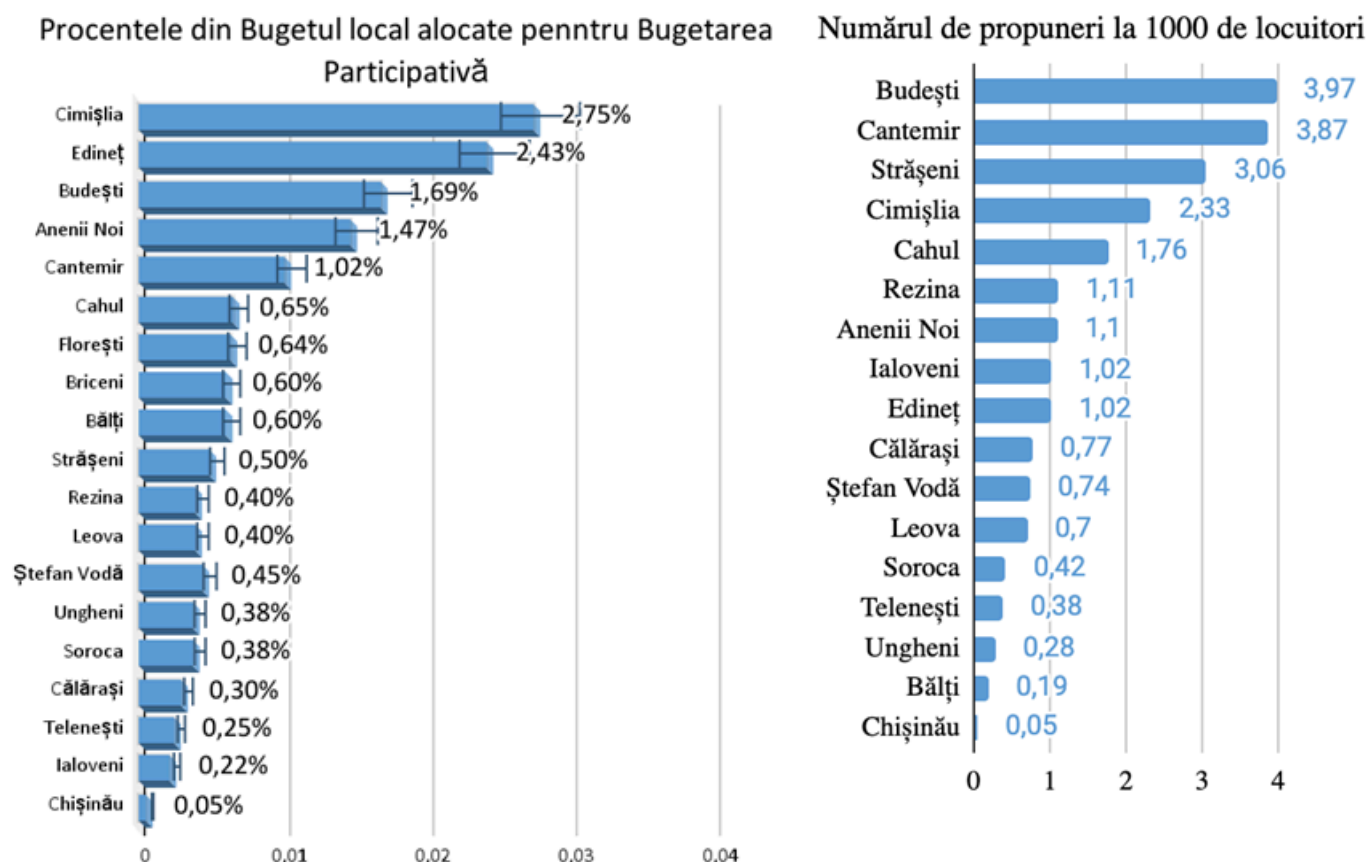 Procentele din Bugetul local alocate penntru Bugetarea
Participativă
Cimișlia 2,75%
Edineț 2,43%
Budești 1,69%
Anenii Noi 1,47%
Cantemir 1,02%
Cahul 0,65%
Florești 0,64%
Briceni 0,60%
Bălți 0,60%
Strășeni 0,50%
Rezina 0,40%
Leova 0,40%
Ștefan Vodă 0,45%
Ungheni 0,38%
Soroca 0,38%
Călărași 0,30%
Telenești 0,25%
Ialoveni 0,22%
Chișinău 0,05%
0 0,01 0,02 0,03 0,04
Numărul de propuneri la 1000 de locuitori
Budești 3,97
Cantemir 3,87
Strășeni 3,06
Cimișlia 2,33
Cahul 1,76
Rezina 1,11
Anenii Noi 1,1
Ialoveni 1,02
Edineț 1,02
Călărași 0,77
Ștefan Vodă 0,74
Leova 0,7
Soroca 0,42
Telenești 0,38
Ungheni 0,28
Bălți 0,19
Chișinău 0,05
0 1 2 3 4